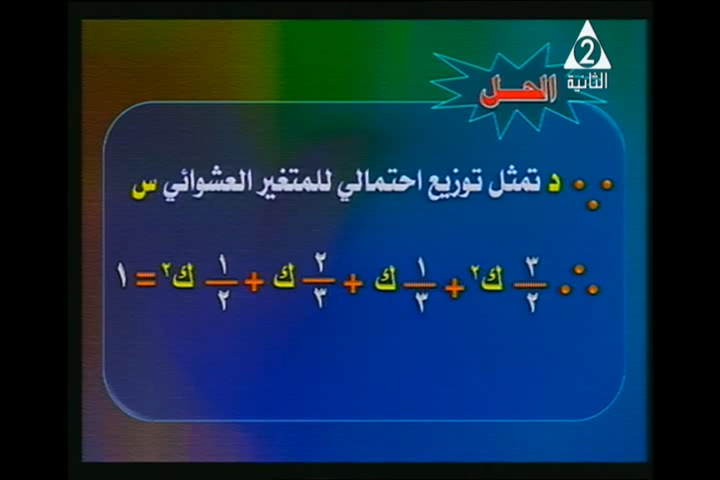 2
الثانية
الحل
∵ د تمثل توزيع احتمالي للمتغير العشوائي س
∴ ٣/٢ ك٢ + ١/٣ ك + ٢/٣ ك + ١/٢ ك٢ = ١